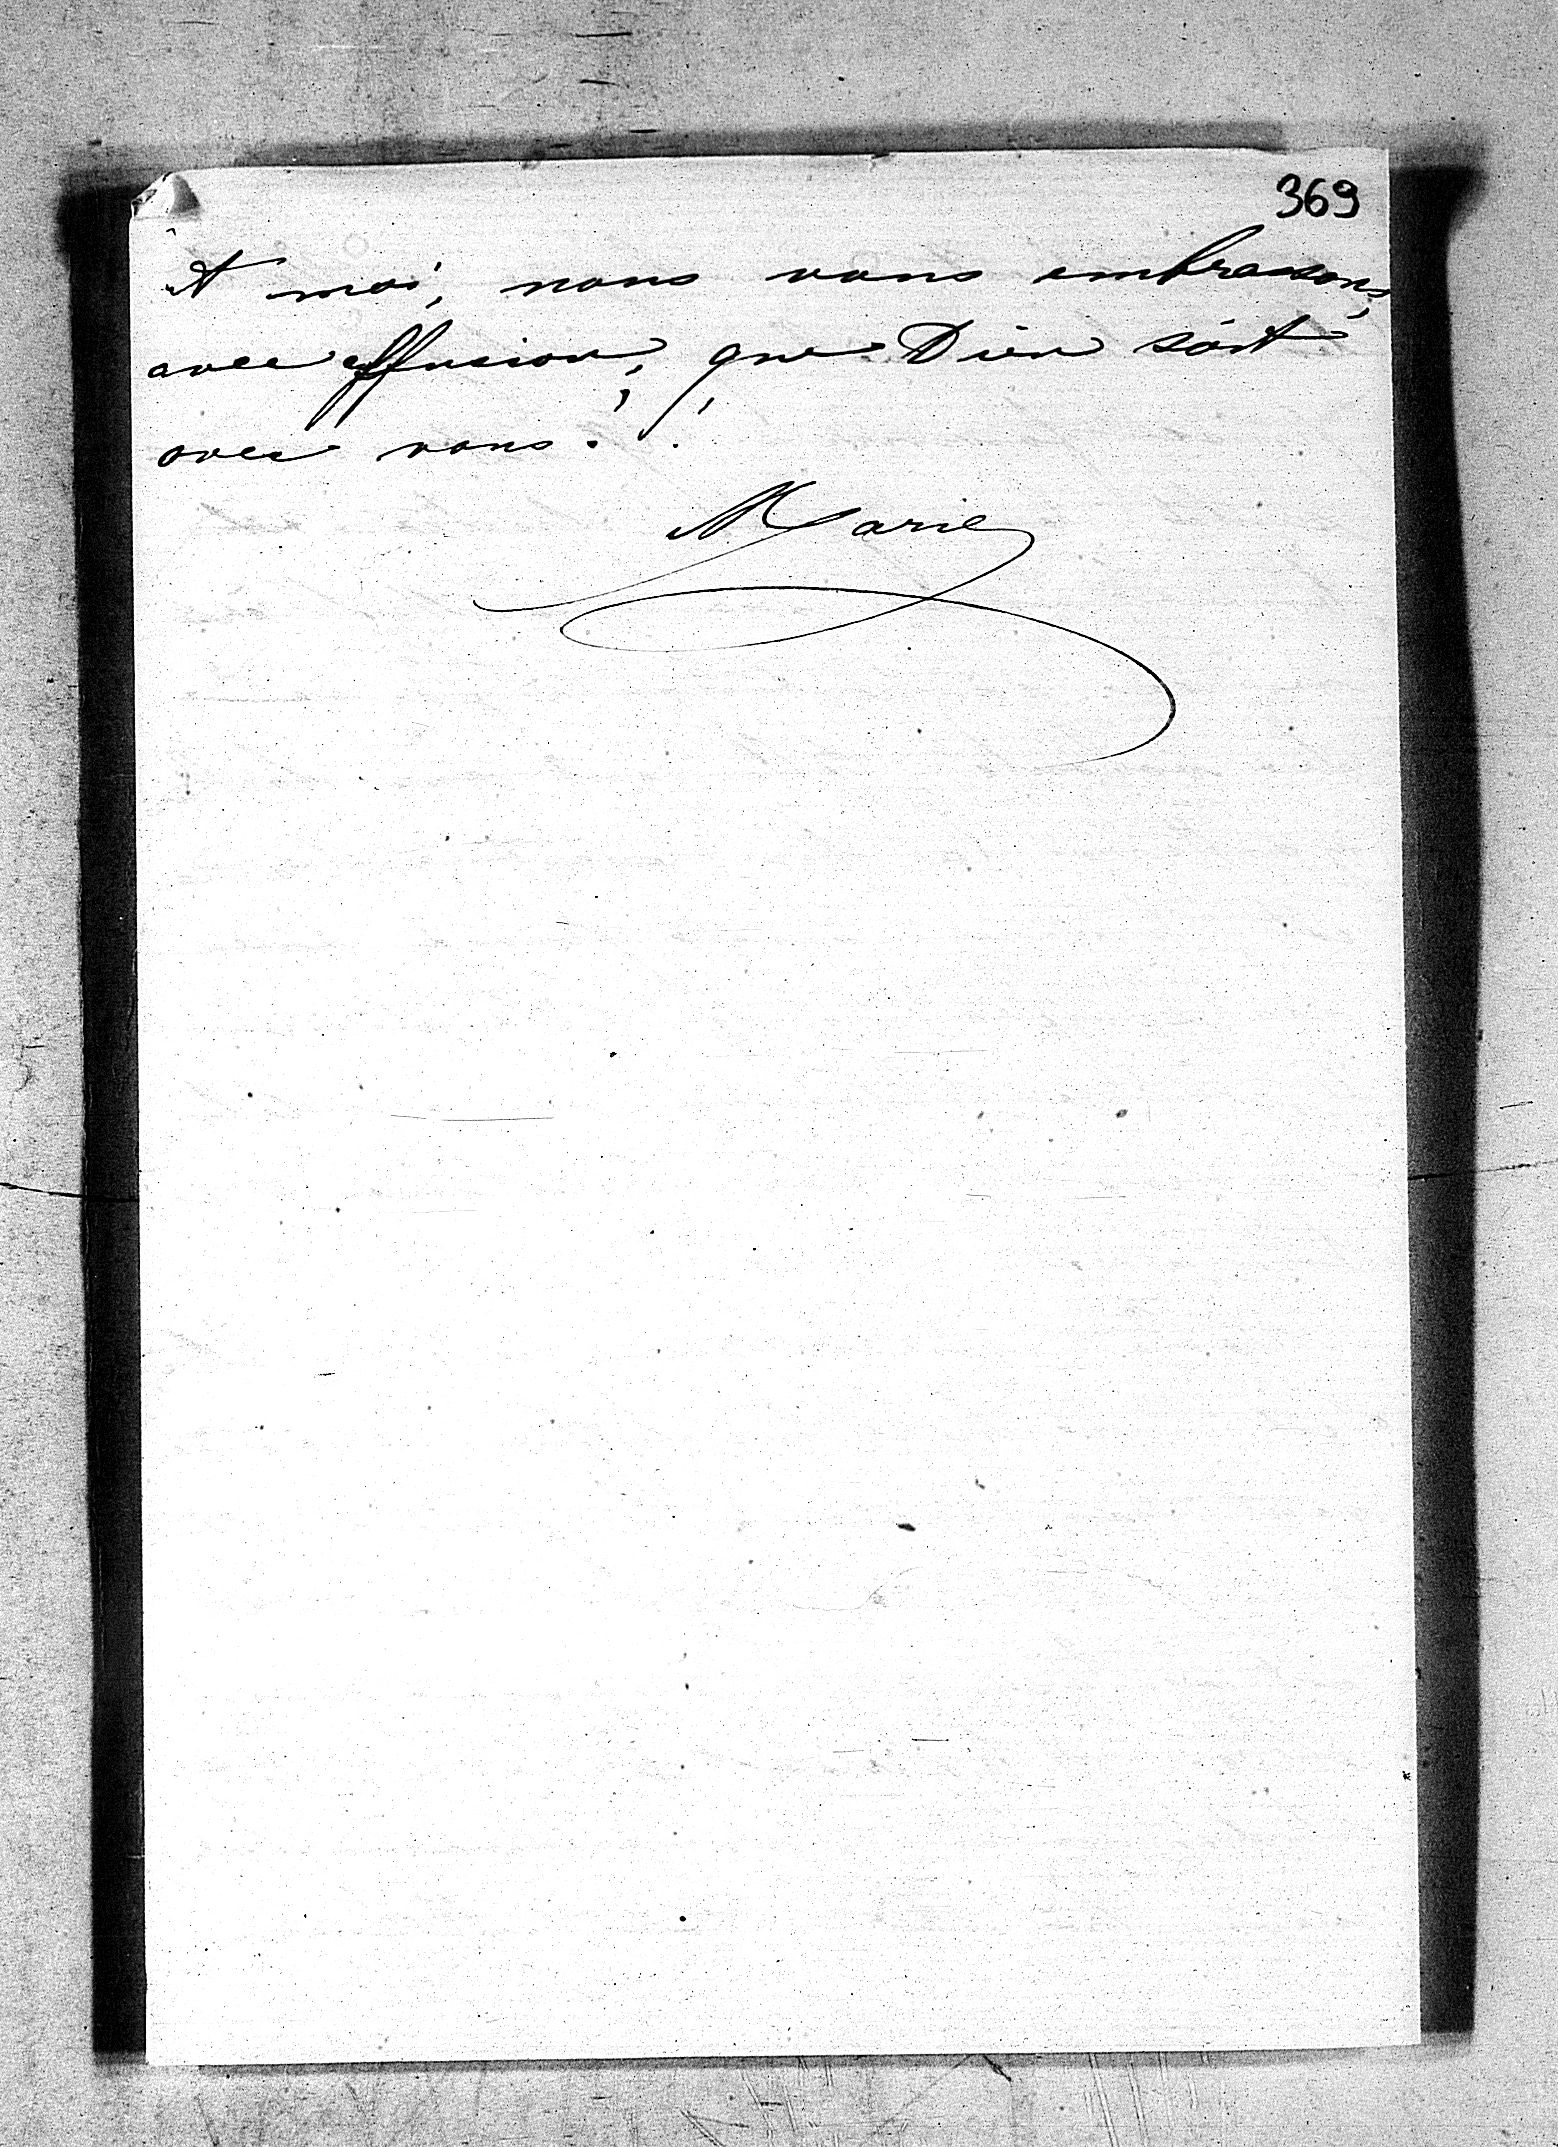 369
et moi, nous vous embrassons,
avec effusion, que Dieu soit
avec vous!!
Marie